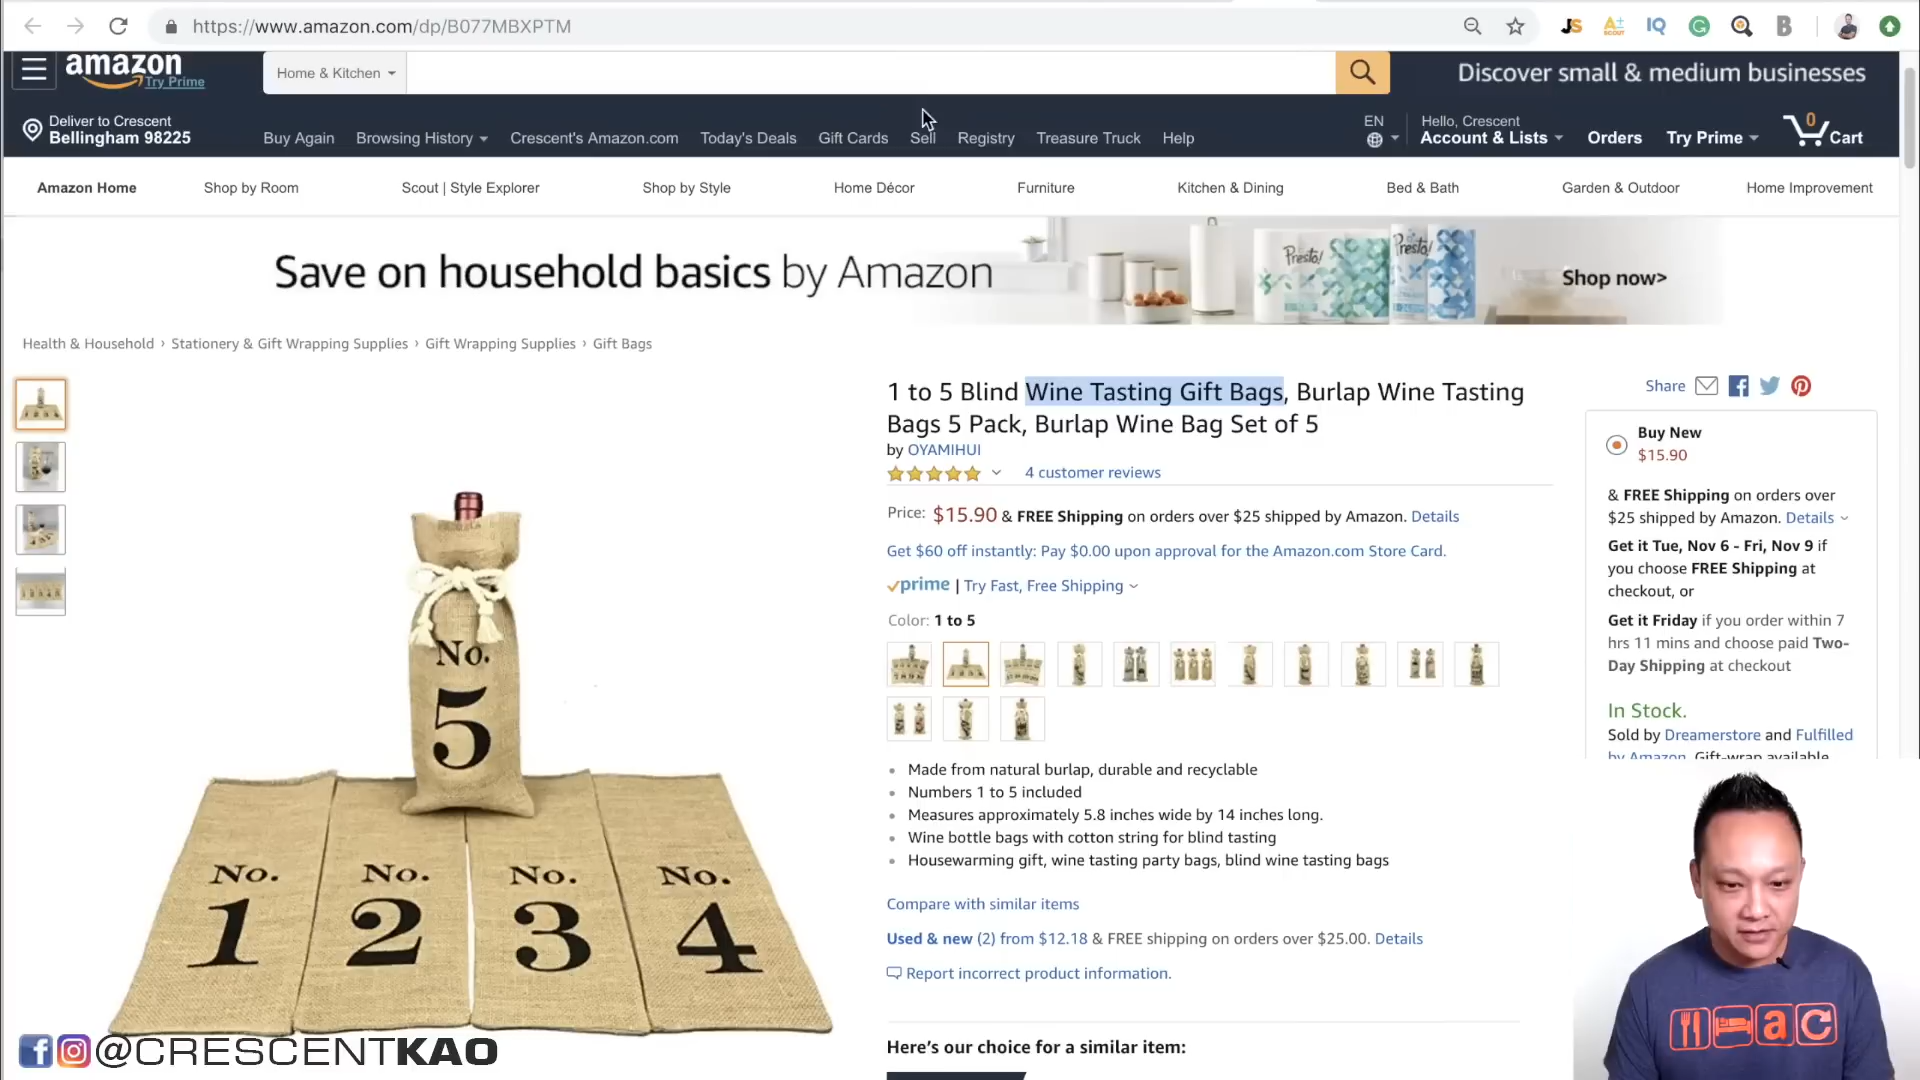 https://www.amazon.com/dp/B077MBXPTM
JS
A± SCOUT
IQ
G
B
amazon
Try Prime
Home & Kitchen
Discover small & medium businesses
Deliver to Crescent
Bellingham 98225
Buy Again Browsing History Crescent's Amazon.com Today's Deals Gift Cards Sell Registry Treasure Truck Help
EN
Hello, Crescent
Account & Lists Orders Try Prime 0 Cart
Amazon Home Shop by Room Scout | Style Explorer Shop by Style Home Décor Furniture Kitchen & Dining Bed & Bath Garden & Outdoor Home Improvement
Save on household basics by Amazon
Presto! Presto!
Shop now>
Health & Household › Stationery & Gift Wrapping Supplies › Gift Wrapping Supplies › Gift Bags
1 to 5 Blind Wine Tasting Gift Bags, Burlap Wine Tasting
Bags 5 Pack, Burlap Wine Bag Set of 5
by OYAMIHUI
4 customer reviews
Price: $15.90 & FREE Shipping on orders over $25 shipped by Amazon. Details
Get $60 off instantly: Pay $0.00 upon approval for the Amazon.com Store Card.
prime | Try Fast, Free Shipping
Color: 1 to 5
Made from natural burlap, durable and recyclable
Numbers 1 to 5 included
Measures approximately 5.8 inches wide by 14 inches long.
Wine bottle bags with cotton string for blind tasting
Housewarming gift, wine tasting party bags, blind wine tasting bags
Compare with similar items
Used & new (2) from $12.18 & FREE shipping on orders over $25.00. Details
Report incorrect product information.
Here's our choice for a similar item:
Share
Buy New
$15.90
& FREE Shipping on orders over
$25 shipped by Amazon. Details
Get it Tue, Nov 6 - Fri, Nov 9 if
you choose FREE Shipping at
checkout, or
Get it Friday if you order within 7
hrs 11 mins and choose paid Two-
Day Shipping at checkout
In Stock.
Sold by Dreamerstore and Fulfilled
by Amazon. Gift-wrap available
No.
5
No. No. No. No.
1 2 3 4
@CRESCENTKAO
a C